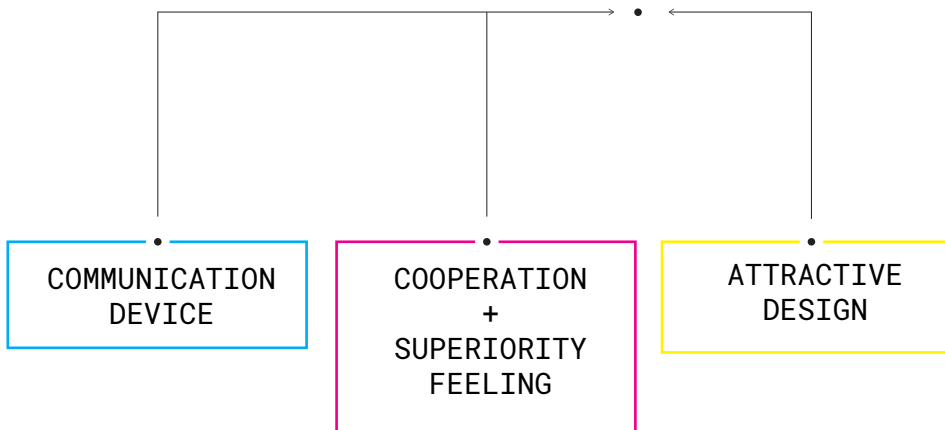 COMMUNICATION
DEVICE
COOPERATION
+
SUPERIORITY
FEELING
ATTRACTIVE
DESIGN